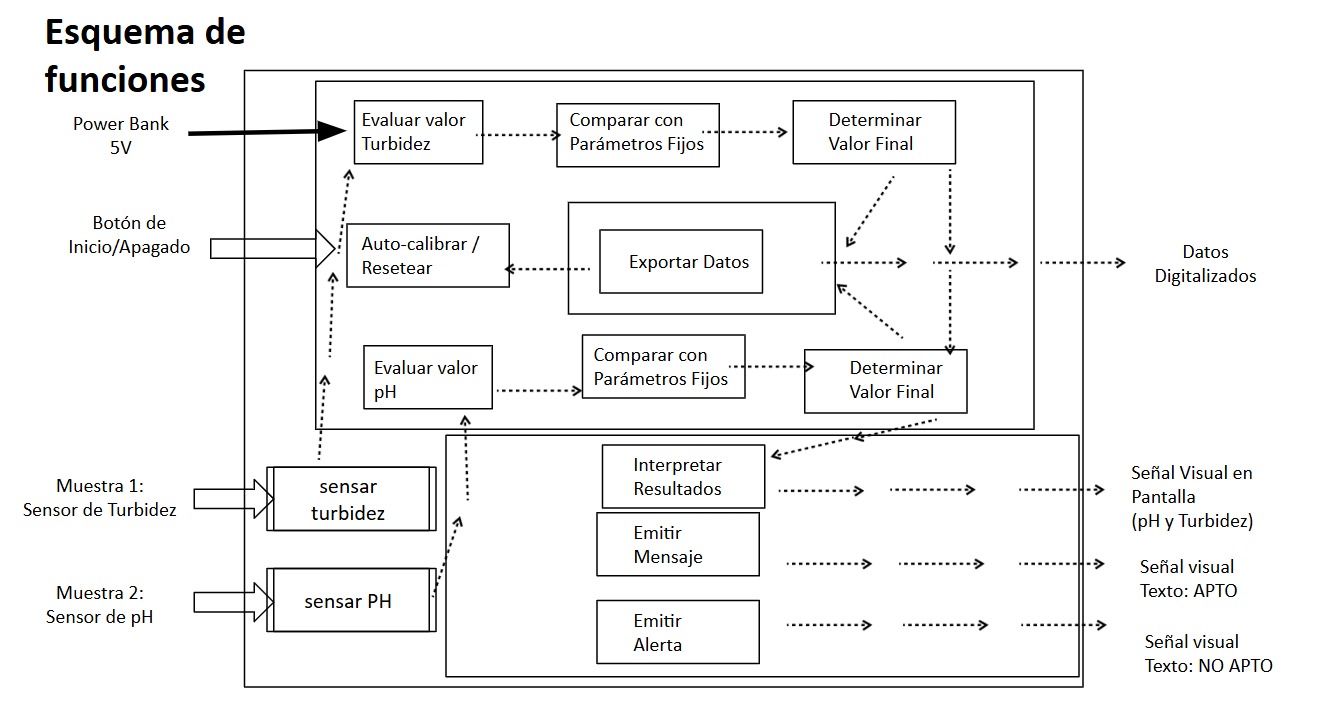 Esquema de
funciones
Power Bank
5V
Evaluar valor
Turbidez
Comparar con
Parámetros Fijos
Determinar
Valor Final
Botón de
Inicio/Apagado
Auto-calibrar /
Resetear
Exportar Datos
Datos
Digitalizados
Evaluar valor
pH
Comparar con
Parámetros Fijos
Determinar
Valor Final
Muestra 1:
Sensor de Turbidez
sensar
turbidez
Interpretar
Resultados
Señal Visual en
Pantalla
(pH y Turbidez)
Emitir
Mensaje
Señal visual
Texto: APTO
Muestra 2:
Sensor de pH
sensar PH
Emitir
Alerta
Señal visual
Texto: NO APTO